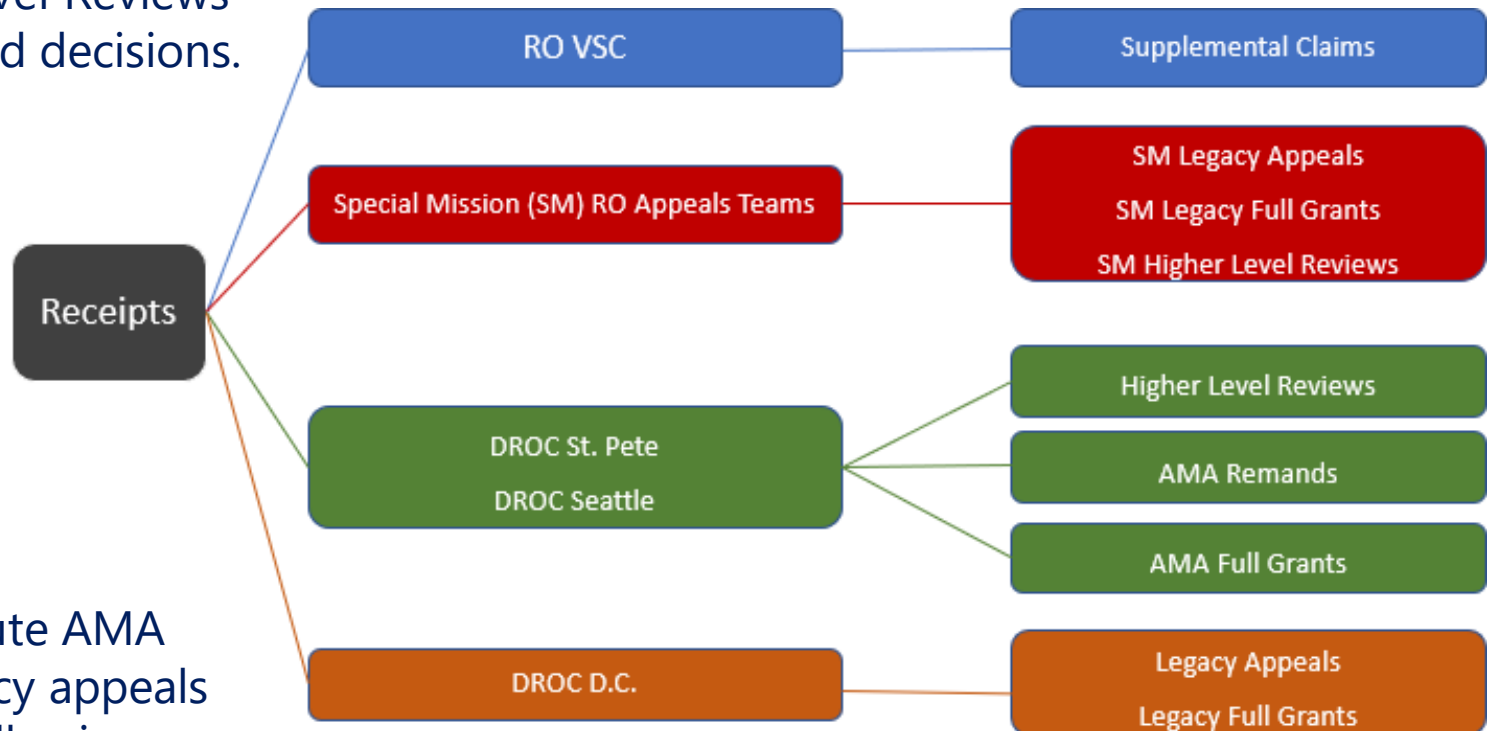 Reviews
d decisions.
RO VSC
Supplemental Claims
Special Mission (SM) RO Appeals Teams
SM Legacy Appeals
SM Legacy Full Grants
SM Higher Level Reviews
Receipts
DROC St. Pete
DROC Seattle
Higher Level Reviews
AMA Remands
AMA Full Grants
AMA
appeals
DROC D.C.
Legacy Appeals
Legacy Full Grants